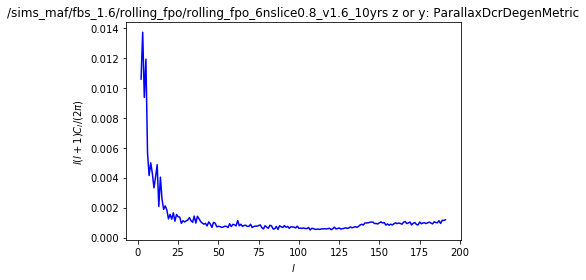 /sims_maf/fbs_1.6/rolling_fpo/rolling_fpo_6nslice0.8_v1.6_10yrs z or y: ParallaxDcrDegenMetric
0.014
0.012
0.010
0.008
0.006
0.004
0.002
0.000
l(l + 1)C_l/(2π)
0 25 50 75 100 125 150 175 200
l